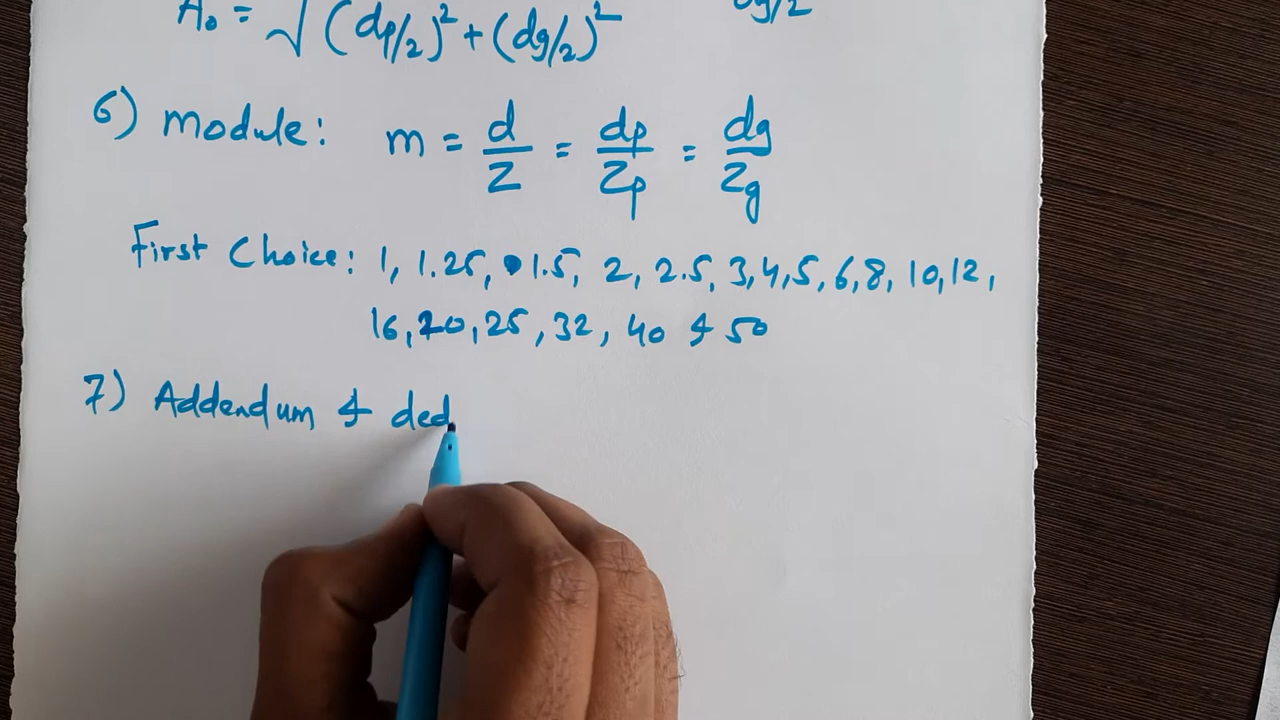 A₀ = √(dp/2)² + (dg/2)² dg/2
6) Module: m = d/Z = dp/Zp = dg/Zg
First Choice: 1, 1.25, 1.5, 2, 2.5, 3, 4, 5, 6, 8, 10, 12,
16, 20, 25, 32, 40 & 50
7) Addendum & ded